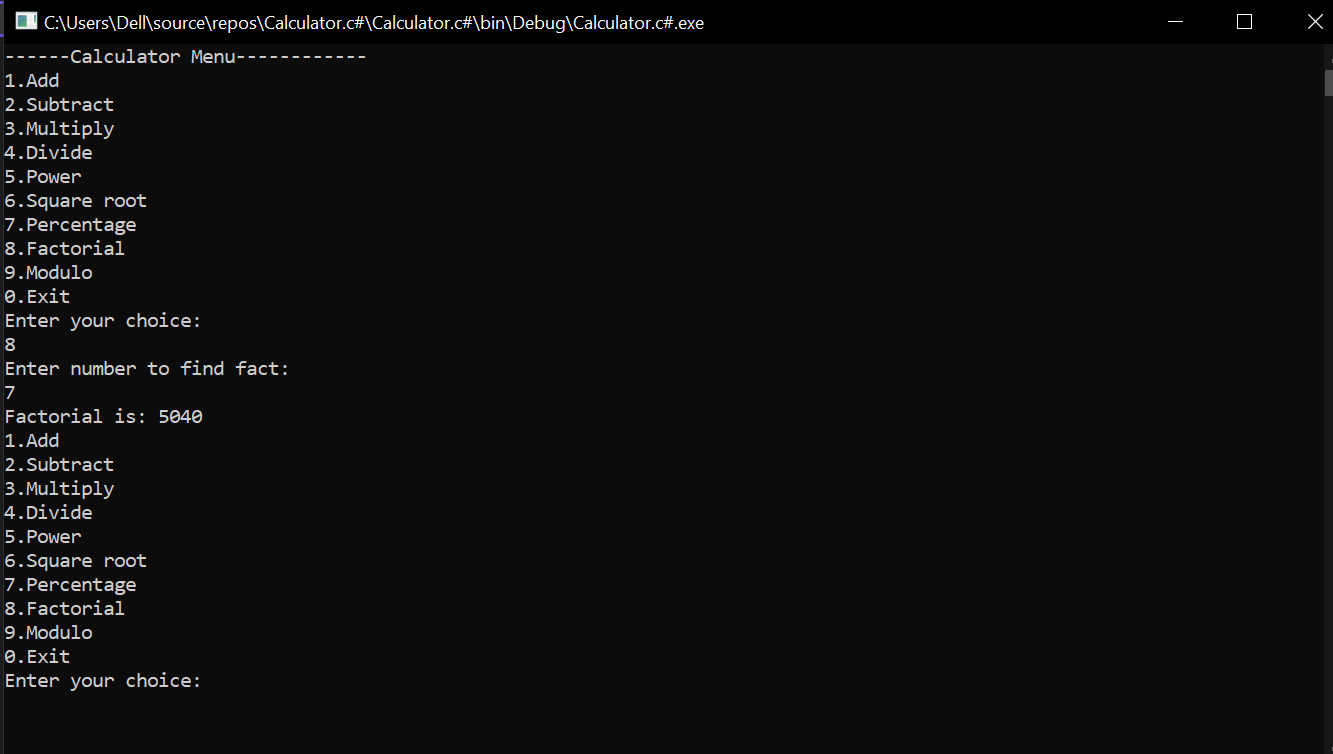 C:\Users\Dell\source\repos\Calculator.c#\Calculator.c#\bin\Debug\Calculator.c#.exe
------Calculator Menu------------
1.Add
2.Subtract
3.Multiply
4.Divide
5.Power
6.Square root
7.Percentage
8.Factorial
9.Modulo
0.Exit
Enter your choice:
8
Enter number to find fact:
7
Factorial is: 5040
1.Add
2.Subtract
3.Multiply
4.Divide
5.Power
6.Square root
7.Percentage
8.Factorial
9.Modulo
0.Exit
Enter your choice: